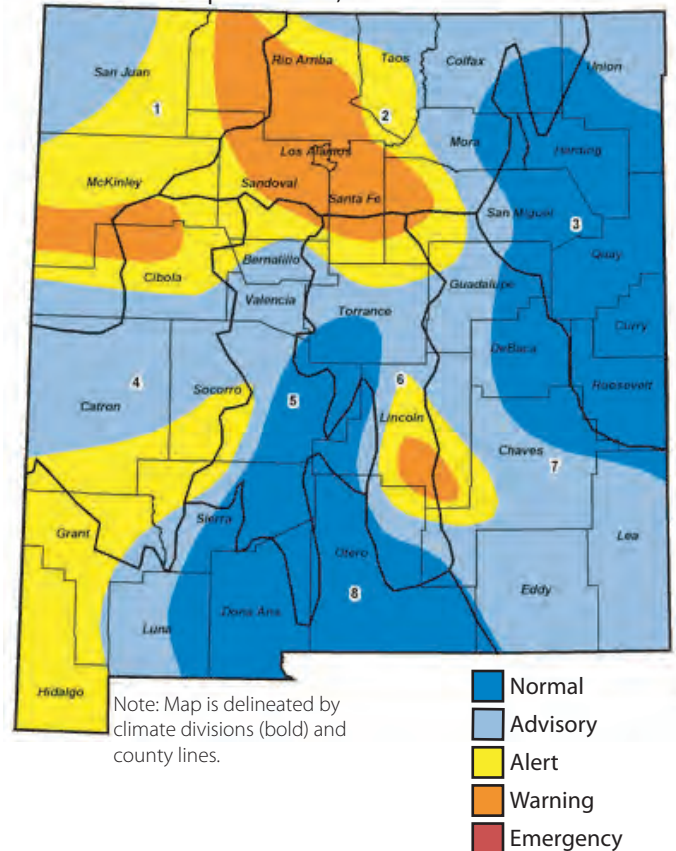 San Juan
Rio Arriba
Taos
Colfax
Union
1
2
Mora
Harding
Los Alamos
McKinley
Sandoval
Santa Fe
San Miguel
3
Bernalillo
Quay
Cibola
Valencia
Guadalupe
Torrance
Curry
DeBaca
4
Socorro
5
6
Roosevelt
Catron
Lincoln
Chaves
7
Grant
Sierra
Lea
Otero
8
Eddy
Dona Ana
Luna
Hidalgo
Note: Map is delineated by
climate divisions (bold) and
county lines.
Normal
Advisory
Alert
Warning
Emergency